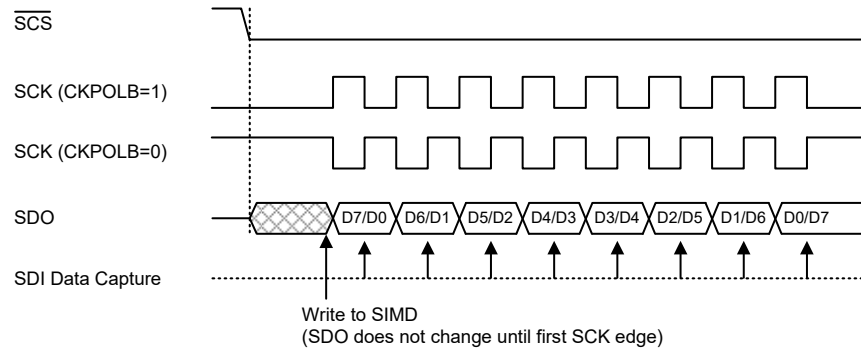 SCS
SCK (CKPOLB=1)
SCK (CKPOLB=0)
SDO
D7/D0 D6/D1 D5/D2 D4/D3 D3/D4 D2/D5 D1/D6 D0/D7
SDI Data Capture
Write to SIMD
(SDO does not change until first SCK edge)